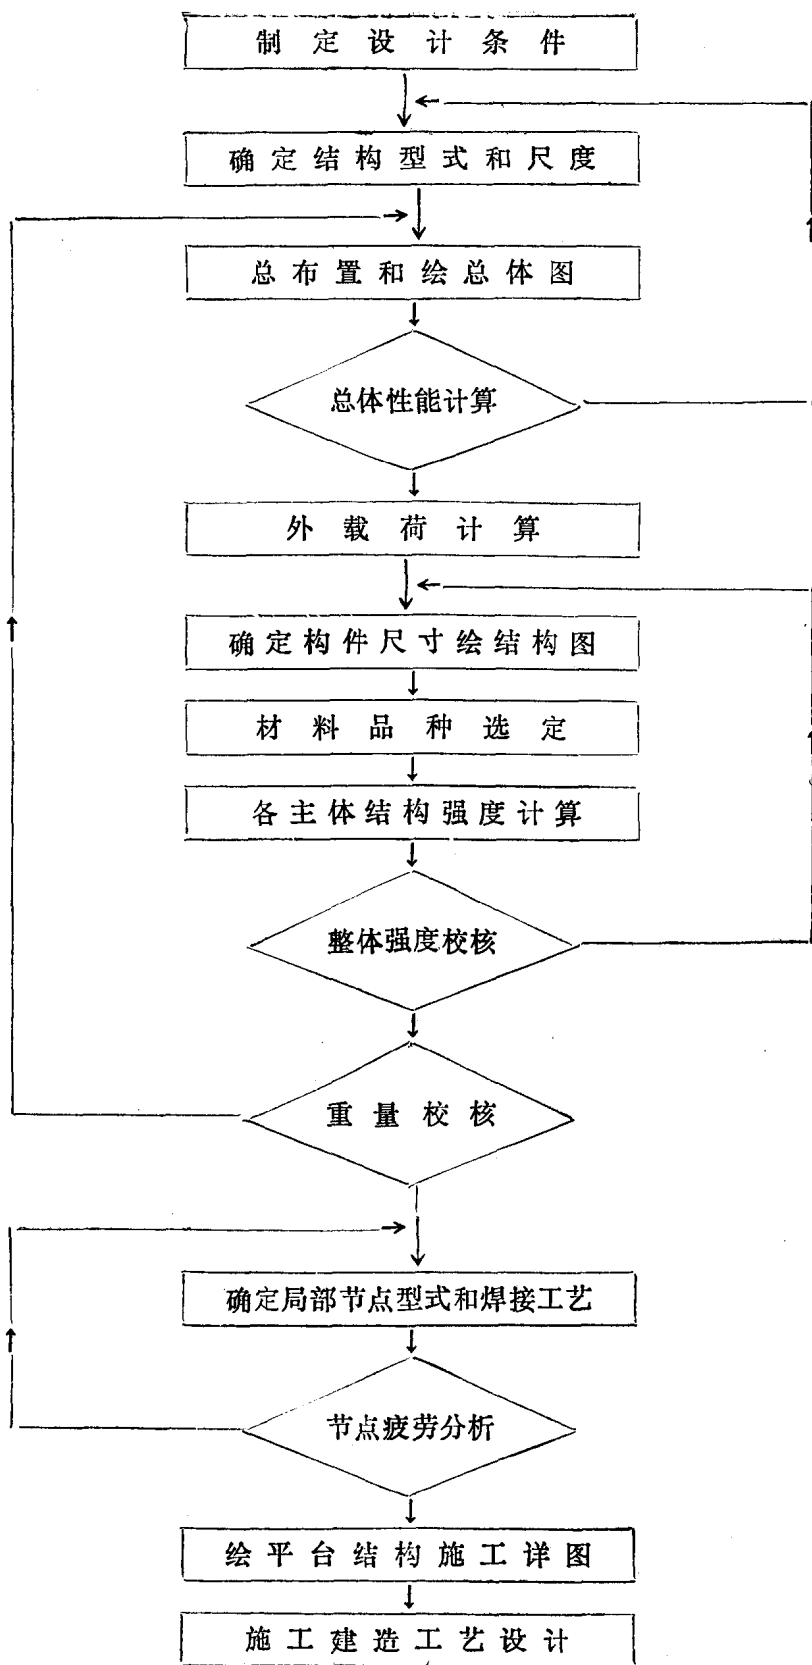 制定设计条件
确定结构型式和尺度
总布置和绘总体图
总体性能计算
外载荷计算
确定构件尺寸绘结构图
材料品种选定
各主体结构强度计算
整体强度校核
重量校核
确定局部节点型式和焊接工艺
节点疲劳分析
绘平台结构施工详图
施工建造工艺设计